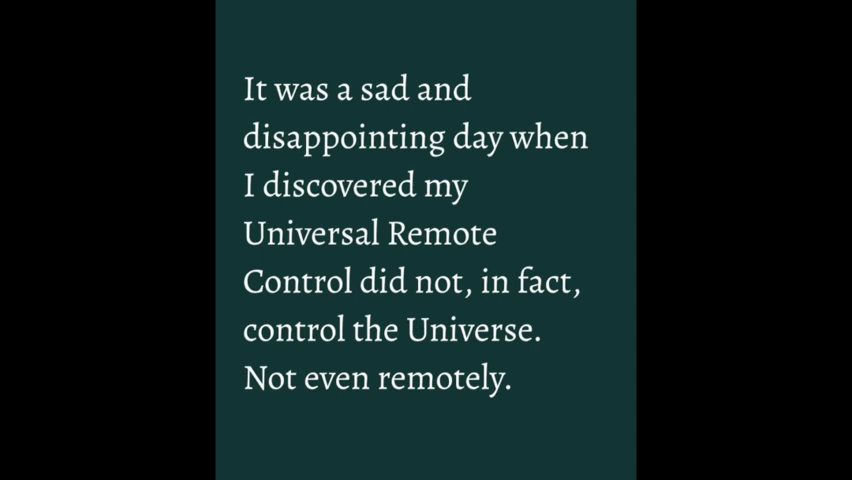 It was a sad and
disappointing day when
I discovered my
Universal Remote
Control did not, in fact,
control the Universe.
Not even remotely.